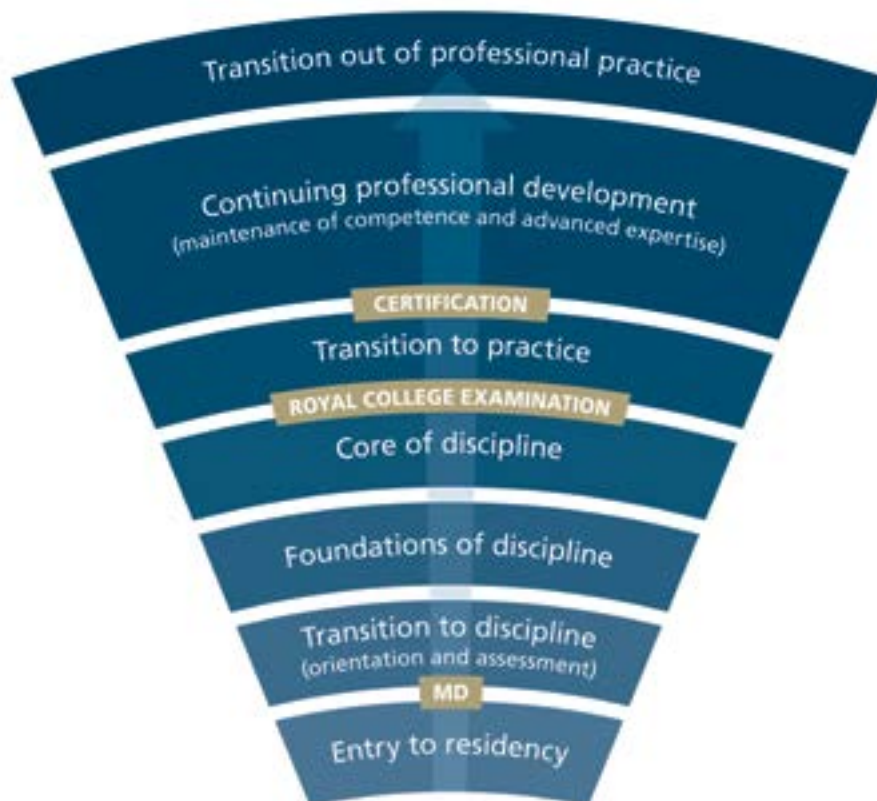 Transition out of professional practice
Continuing professional development
(maintenance of competence and advanced expertise)
CERTIFICATION
Transition to practice
ROYAL COLLEGE EXAMINATION
Core of discipline
Foundations of discipline
Transition to discipline
(orientation and assessment)
MD
Entry to residency